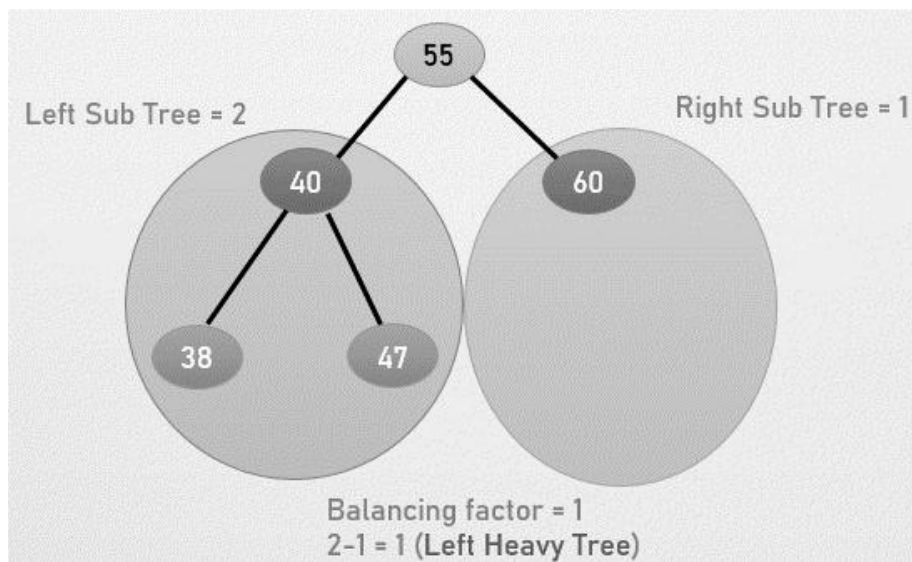 55
Left Sub Tree = 2
Right Sub Tree = 1
40
60
38
47
Balancing factor = 1
2-1 = 1 (Left Heavy Tree)